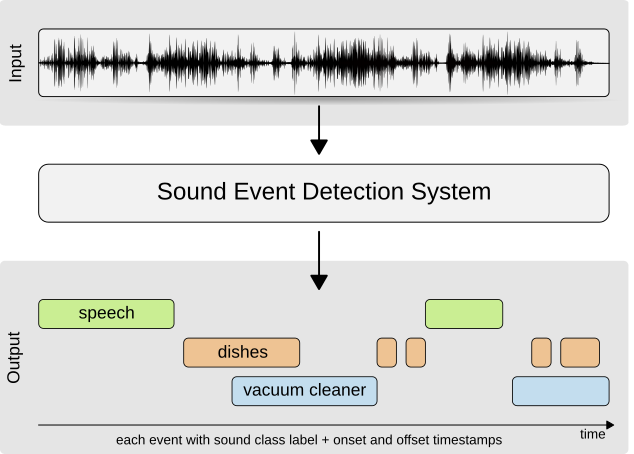 Input
Sound Event Detection System
Output
speech
dishes
vacuum cleaner
time
each event with sound class label + onset and offset timestamps